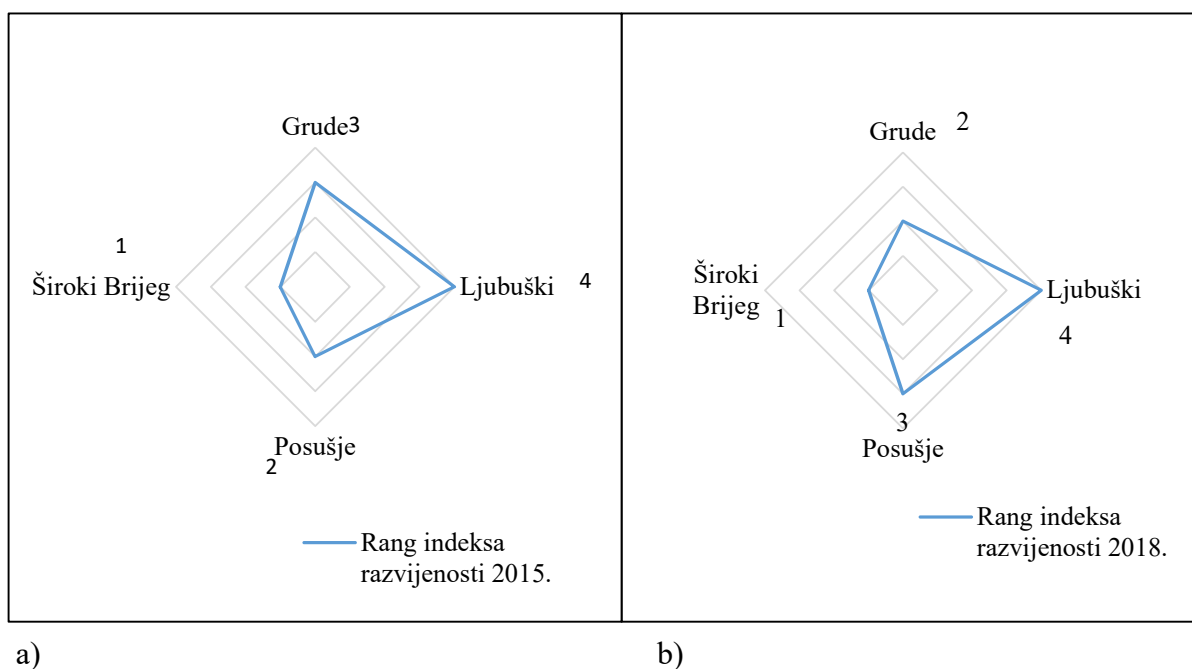 Grude3
1
Široki Brijeg
Ljubuški 4
Posušje
2
Rang indeksa
razvijenosti 2015.
a)
Grude 2
Široki
Brijeg
1
Ljubuški
4
3
Posušje
Rang indeksa
razvijenosti 2018.
b)